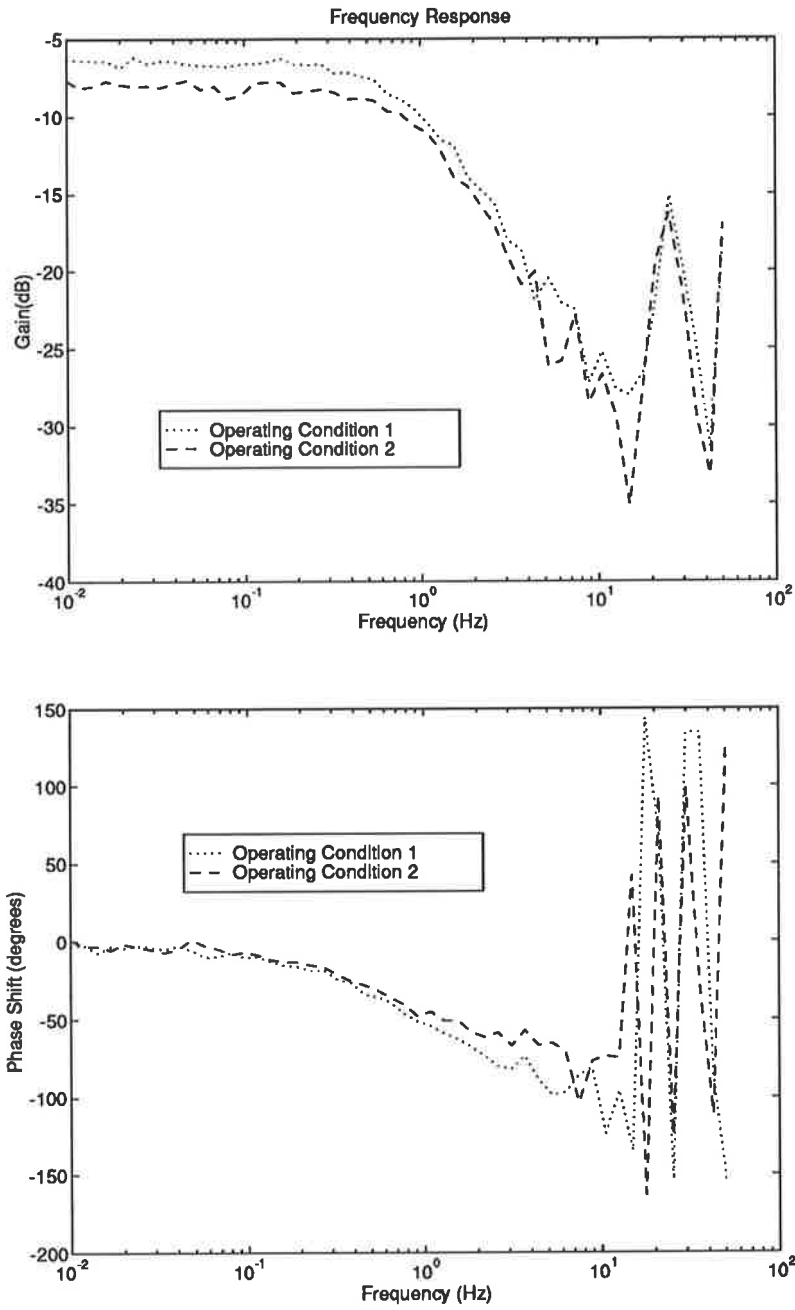 Frequency Response
-5
-10
-15
-20
-25
-30
-35
-40
Gain(dB)
Operating Condition 1
Operating Condition 2
10^-2
10^-1
10^0
10^1
10^2
Frequency (Hz)
150
100
50
0
-50
-100
-150
-200
Phase Shift (degrees)
Operating Condition 1
Operating Condition 2
10^-2
10^-1
10^0
10^1
10^2
Frequency (Hz)